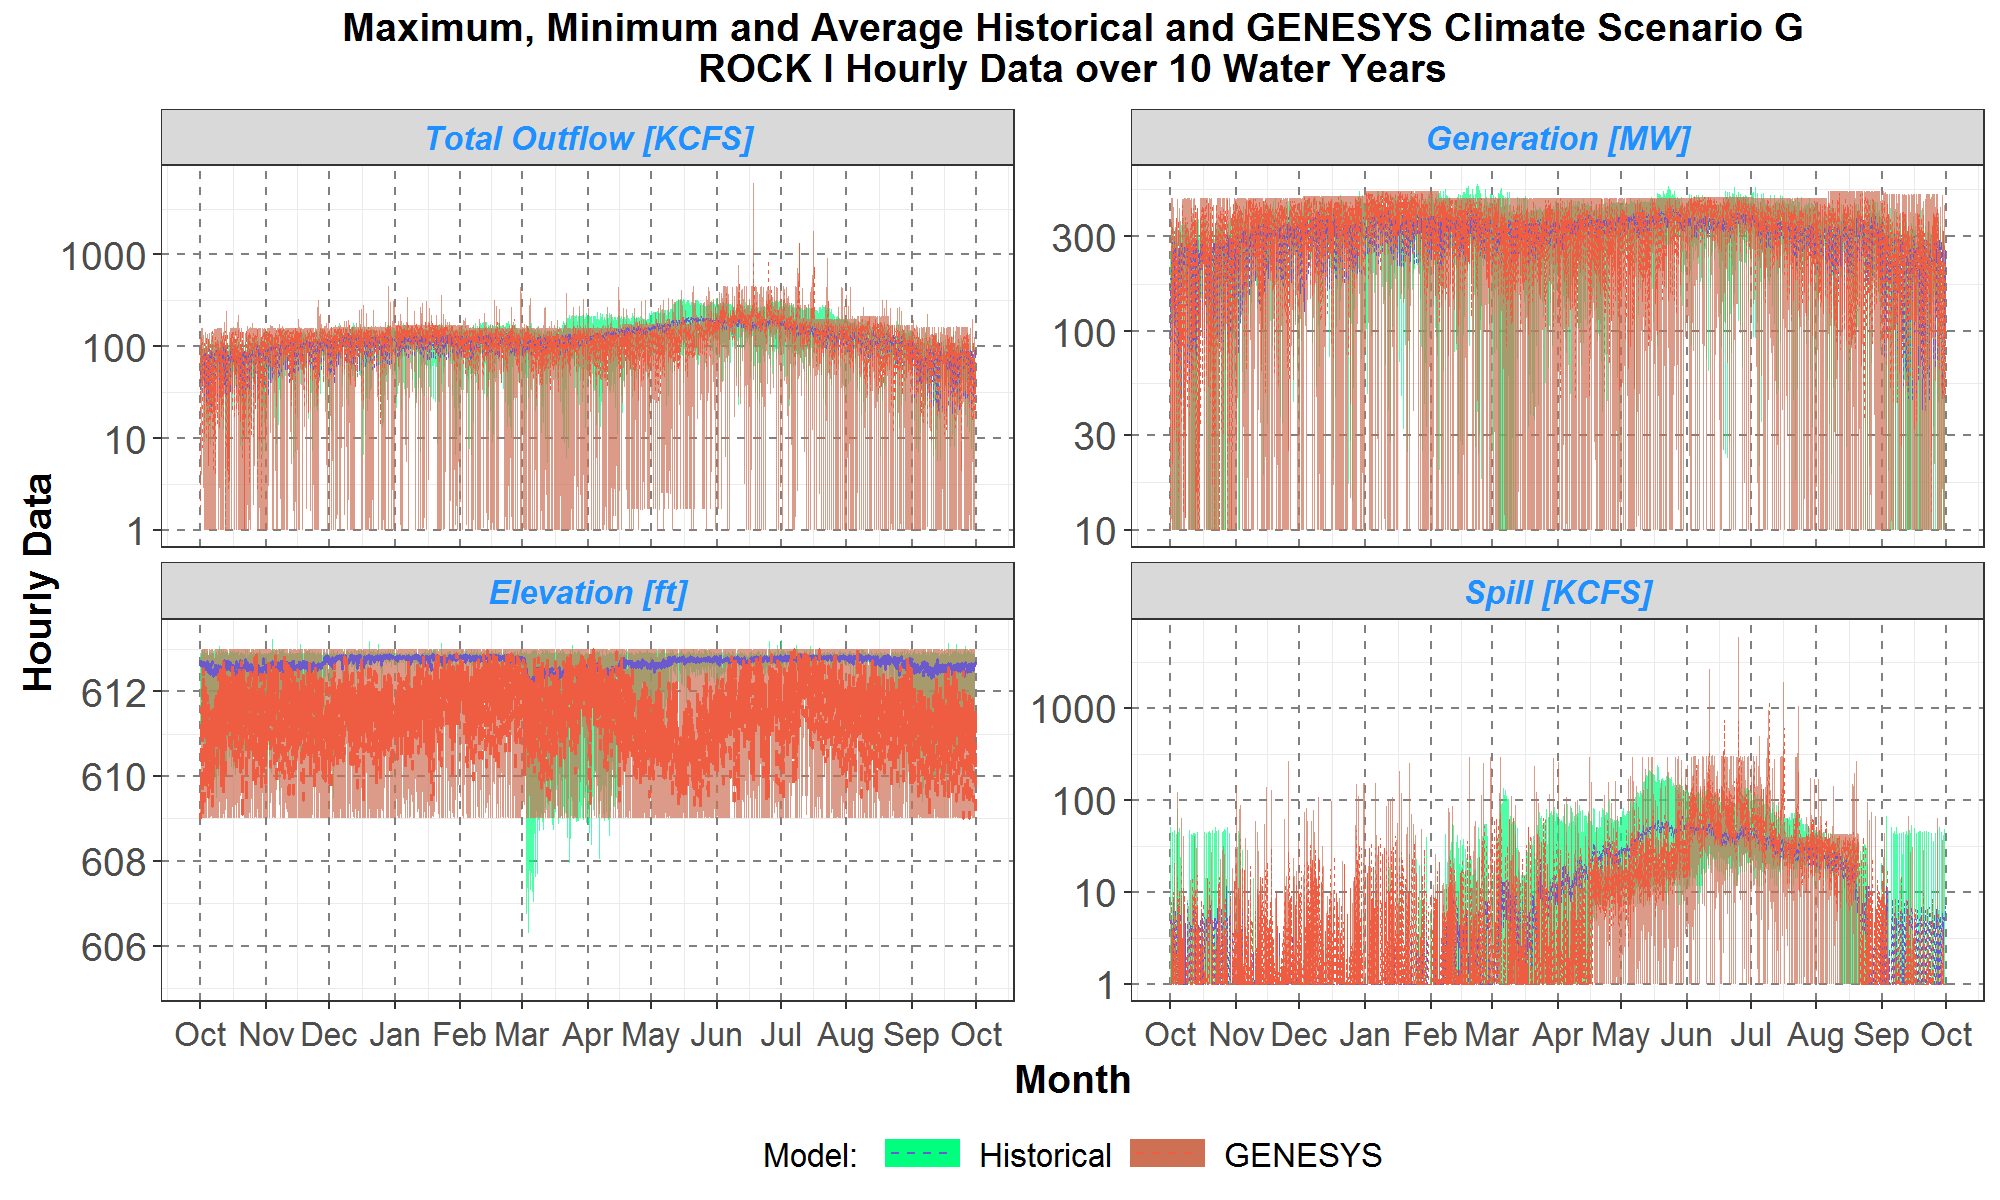 Maximum, Minimum and Average Historical and GENESYS Climate Scenario G
ROCK I Hourly Data over 10 Water Years
Total Outflow [KCFS]
Generation [MW]
1000
100
10
1
300
100
30
10
Hourly Data
Elevation [ft]
Spill [KCFS]
612
610
608
606
1000
100
10
1
Oct Nov Dec Jan Feb Mar Apr May Jun Jul Aug Sep Oct
Oct Nov Dec Jan Feb Mar Apr May Jun Jul Aug Sep Oct
Month
Model: Historical GENESYS